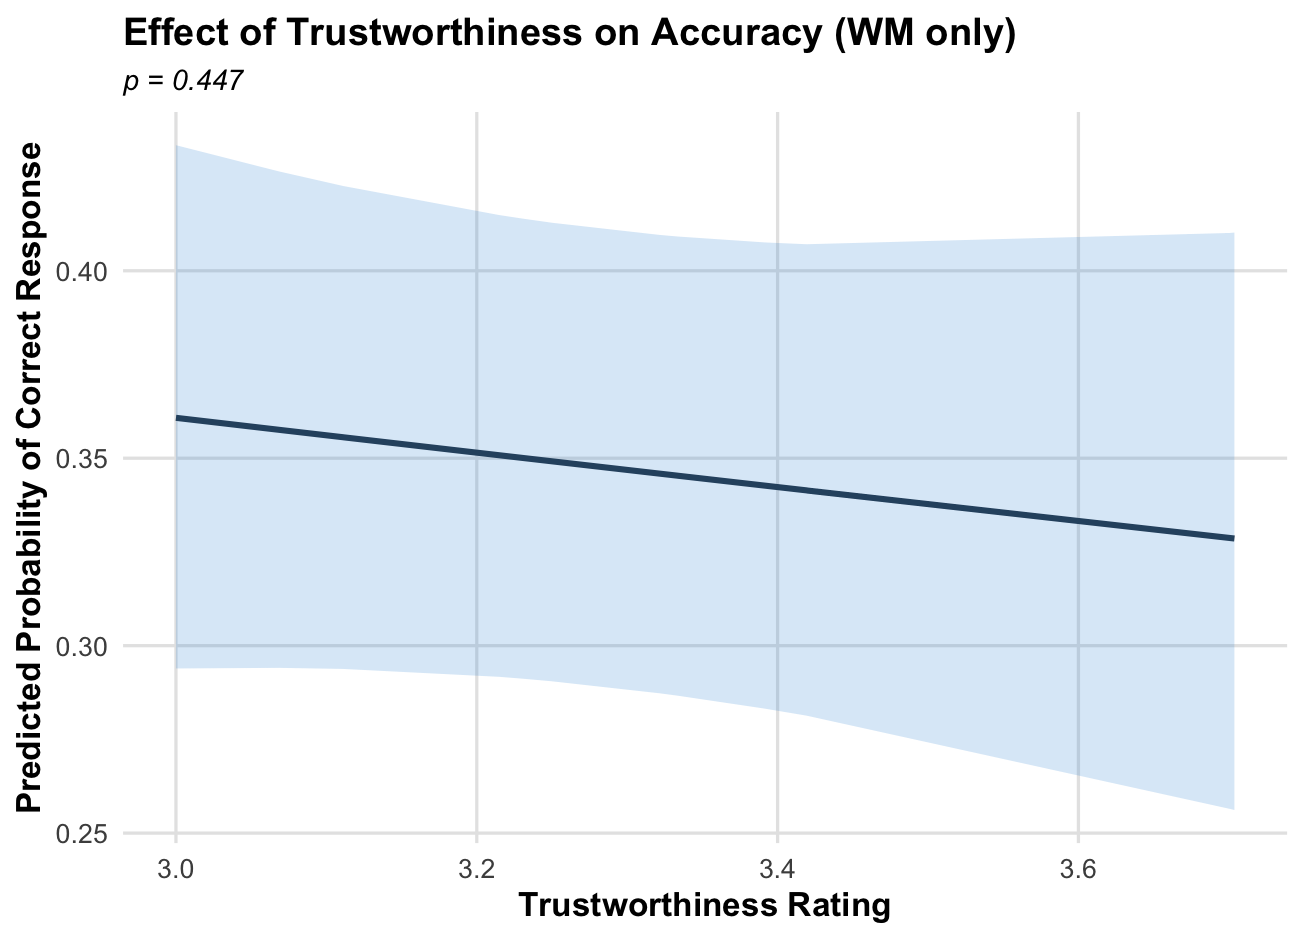 Effect of Trustworthiness on Accuracy (WM only)
p = 0.447
Predicted Probability of Correct Response
0.40
0.35
0.30
0.25
3.0
3.2
3.4
3.6
Trustworthiness Rating